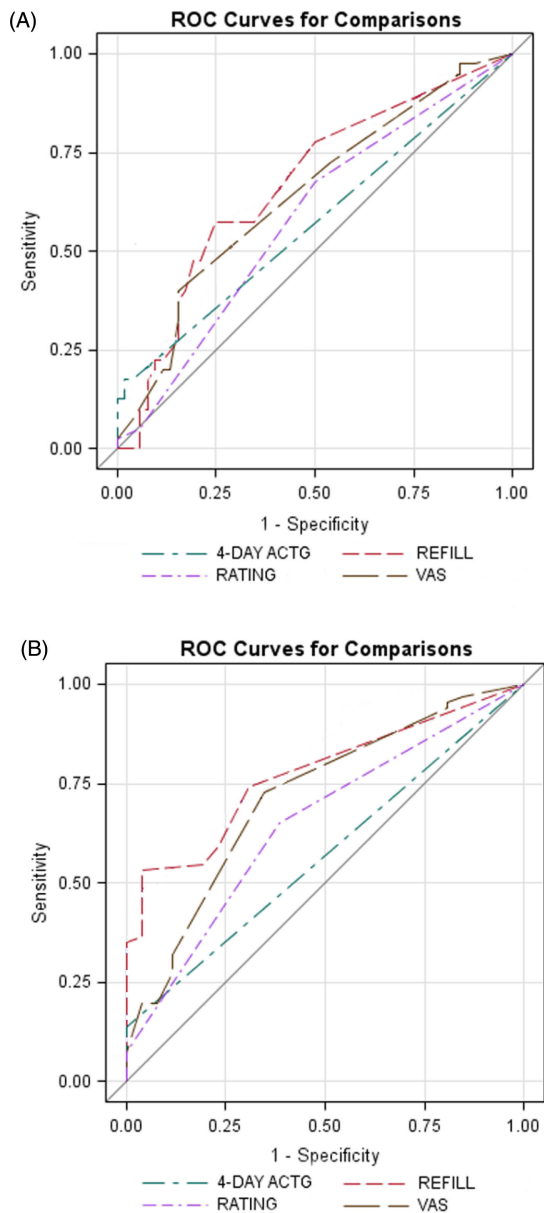 (A)
ROC Curves for Comparisons
1.00
0.75
0.50
0.25
0.00
Sensitivity
0.00 0.25 0.50 0.75 1.00
1 - Specificity
4-DAY ACTG REFILL
RATING VAS
(B)
ROC Curves for Comparisons
1.00
0.75
0.50
0.25
0.00
Sensitivity
0.00 0.25 0.50 0.75 1.00
1 - Specificity
4-DAY ACTG REFILL
RATING VAS